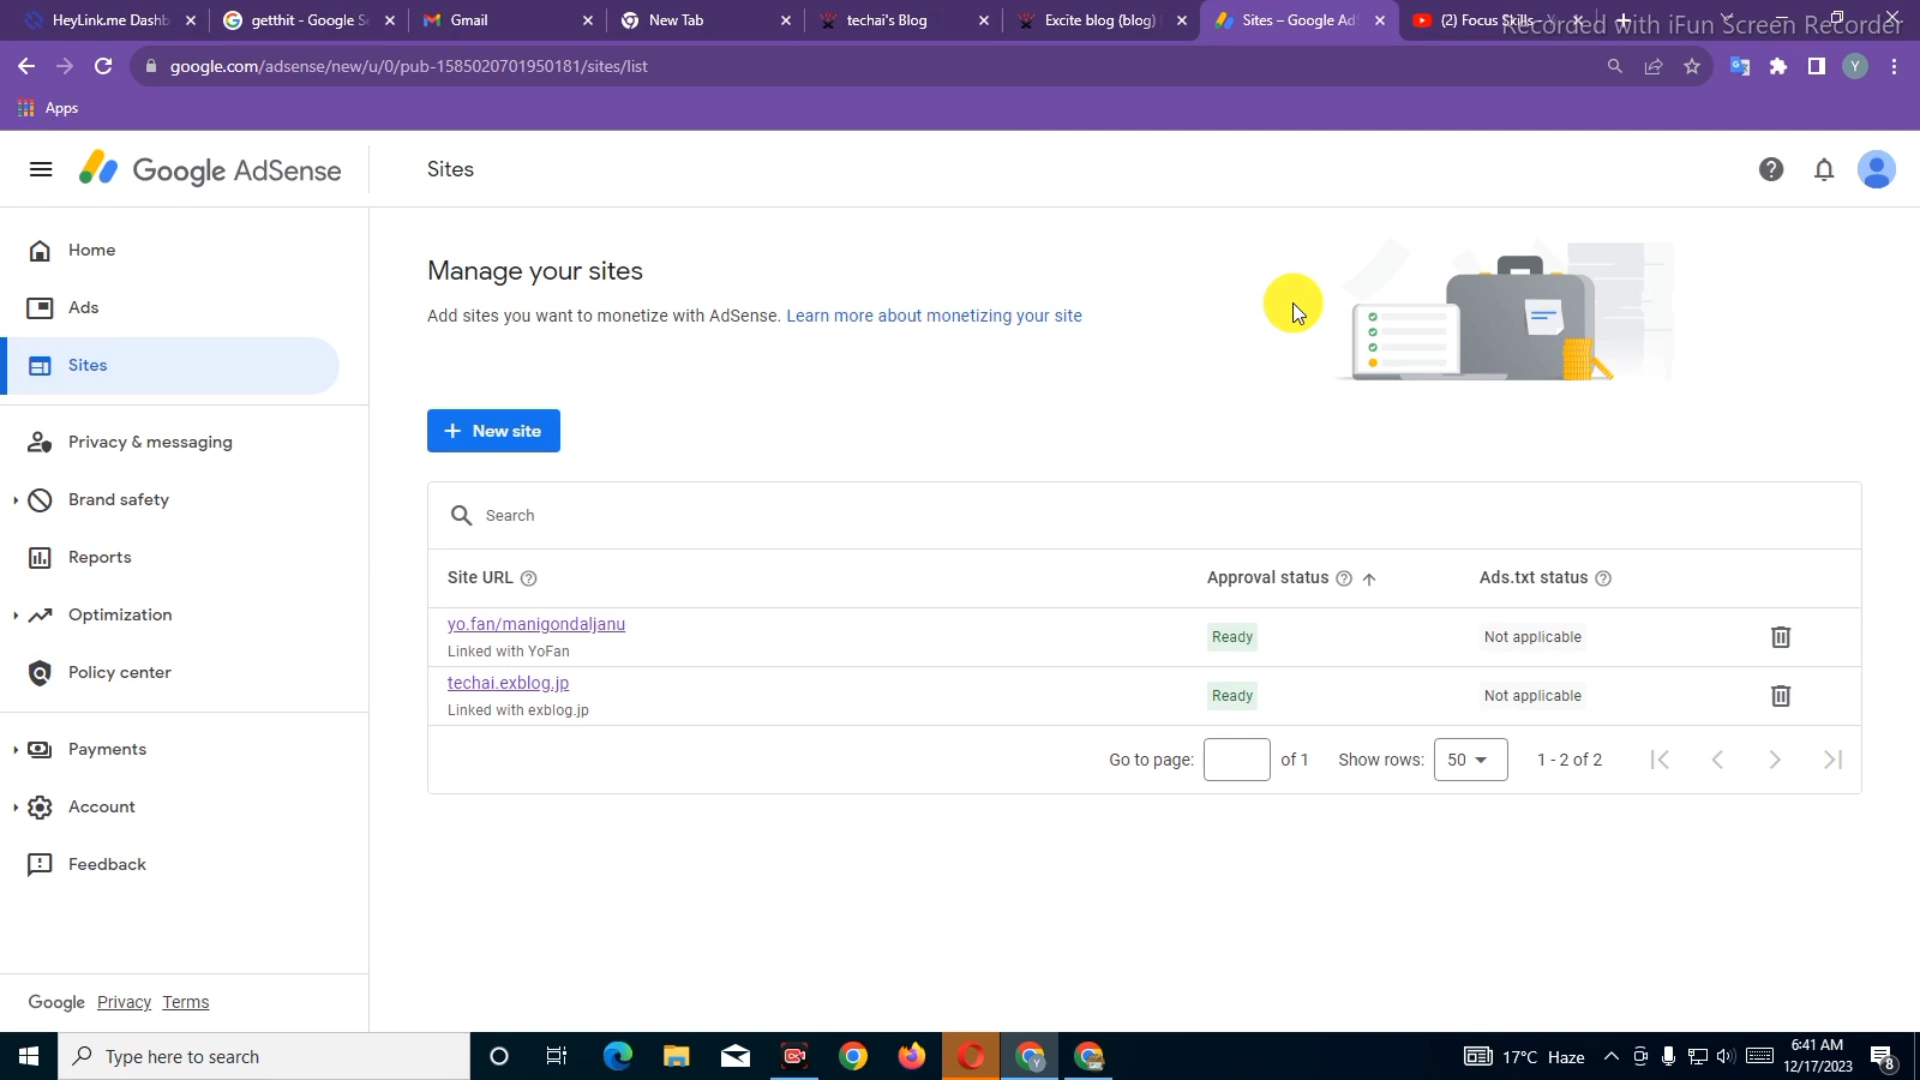 HeyLink.me Dashb
getthit - Google Se
Gmail
New Tab
techai's Blog
Excite blog (blog)
Sites – Google Ad
(2) Focus Skills -
Recorded with iFun Screen Recorder
google.com/adsense/new/u/0/pub-1585020701950181/sites/list
Y
Apps
Google AdSense
Sites
Home
Ads
Sites
Privacy & messaging
Brand safety
Reports
Optimization
Policy center
Payments
Account
Feedback
Google Privacy Terms
Manage your sites
Add sites you want to monetize with AdSense. Learn more about monetizing your site
+ New site
Search
Site URL
Approval status
Ads.txt status
yo.fan/manigondaljanu
Linked with YoFan
Ready
Not applicable
techai.exblog.jp
Linked with exblog.jp
Ready
Not applicable
Go to page:
of 1
Show rows:
50
1 - 2 of 2
Type here to search
17°C Haze
6:41 AM
12/17/2023
8